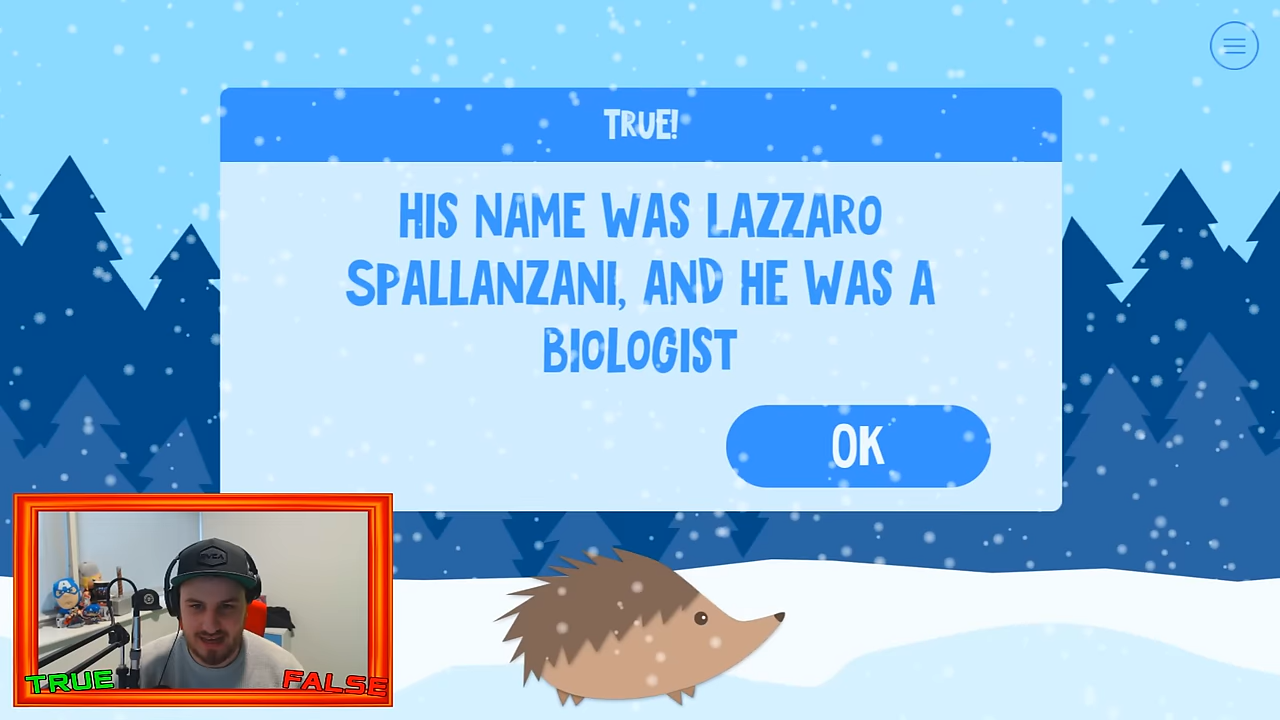 TRUE!
HIS NAME WAS LAZZARO
SPALLANZANI, AND HE WAS A
BIOLOGIST
OK
TRUE
FALSE